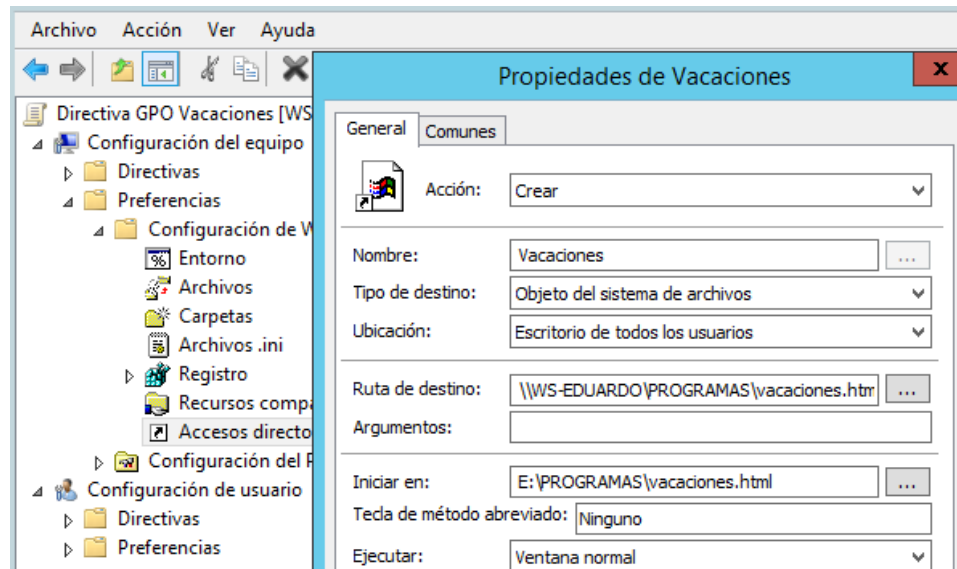 Archivo Acción Ver Ayuda
Propiedades de Vacaciones
x
Directiva GPO Vacaciones [WS
Configuración del equipo
Directivas
Preferencias
Configuración de W
Entorno
Archivos
Carpetas
Archivos .ini
Registro
Recursos compa
Accesos directo
Configuración del P
Configuración de usuario
Directivas
Preferencias
General Comunes
Acción: Crear
Nombre: Vacaciones ...
Tipo de destino: Objeto del sistema de archivos
Ubicación: Escritorio de todos los usuarios
Ruta de destino: \\WS-EDUARDO\PROGRAMAS\vacaciones.htm ...
Argumentos:
Iniciar en: E:\PROGRAMAS\vacaciones.html ...
Tecla de método abreviado: Ninguno
Ejecutar: Ventana normal